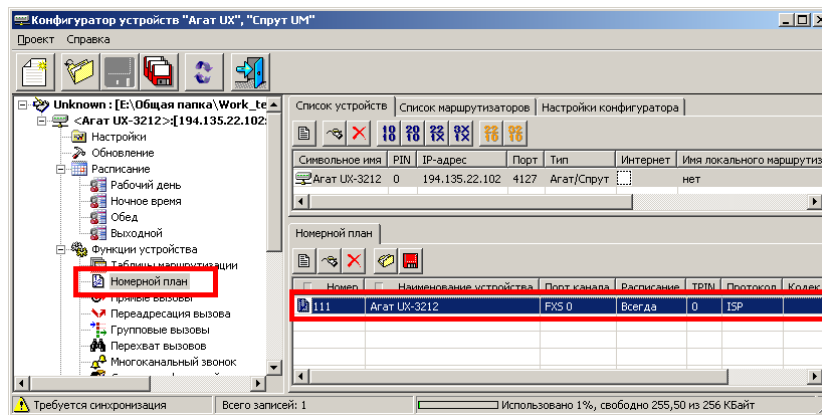 Конфигуратор устройств "Агат UX", "Спрут UM"
Проект Справка
Unknown : [E:\Общая папка\Work_te
<Агат UX-3212>:[194.135.22.102:
Настройки
Обновление
Расписание
Рабочий день
Ночное время
Обед
Выходной
Функции устройства
Таблицы маршрутизации
Номерной план
Прямые вызовы
Переадресация вызова
Групповые вызовы
Перехват вызовов
Многоканальный звонок
Список устройств Список маршрутизаторов Настройки конфигуратора
Символьное имя PIN IP-адрес Порт Тип Интернет Имя локального маршрутиз
Агат UX-3212 0 194.135.22.102 4127 Агат/Спрут нет
Номерной план
Номер Наименование устройства Порт канала Расписание TPIN Протокол Кодек
111 Агат UX-3212 FXS 0 Всегда 0 ISP
Требуется синхронизация Всего записей: 1 Использовано 1%, свободно 255,50 из 256 КБайт